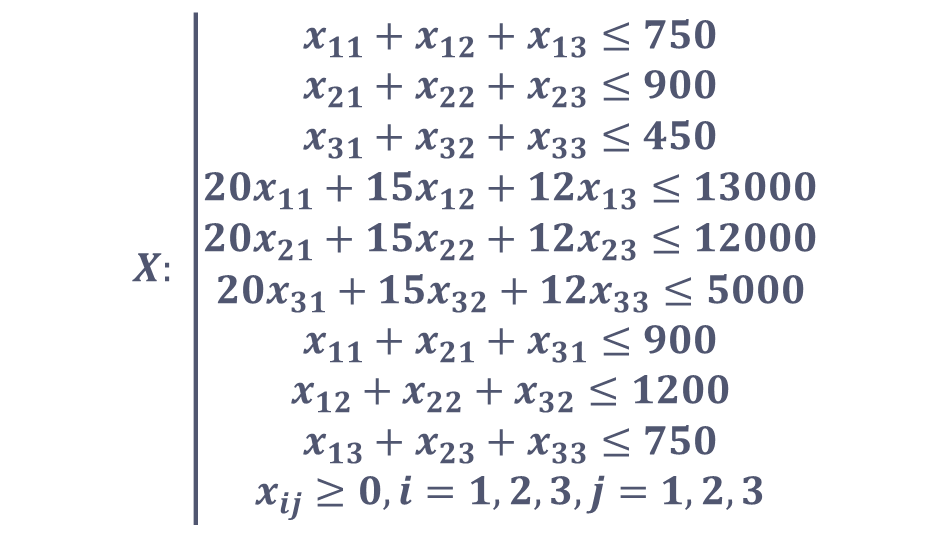 x₁₁ + x₁₂ + x₁₃ ≤ 750
x₂₁ + x₂₂ + x₂₃ ≤ 900
x₃₁ + x₃₂ + x₃₃ ≤ 450
20x₁₁ + 15x₁₂ + 12x₁₃ ≤ 13000
20x₂₁ + 15x₂₂ + 12x₂₃ ≤ 12000
X:
20x₃₁ + 15x₃₂ + 12x₃₃ ≤ 5000
x₁₁ + x₂₁ + x₃₁ ≤ 900
x₁₂ + x₂₂ + x₃₂ ≤ 1200
x₁₃ + x₂₃ + x₃₃ ≤ 750
xᵢⱼ ≥ 0, i = 1, 2, 3, j = 1, 2, 3